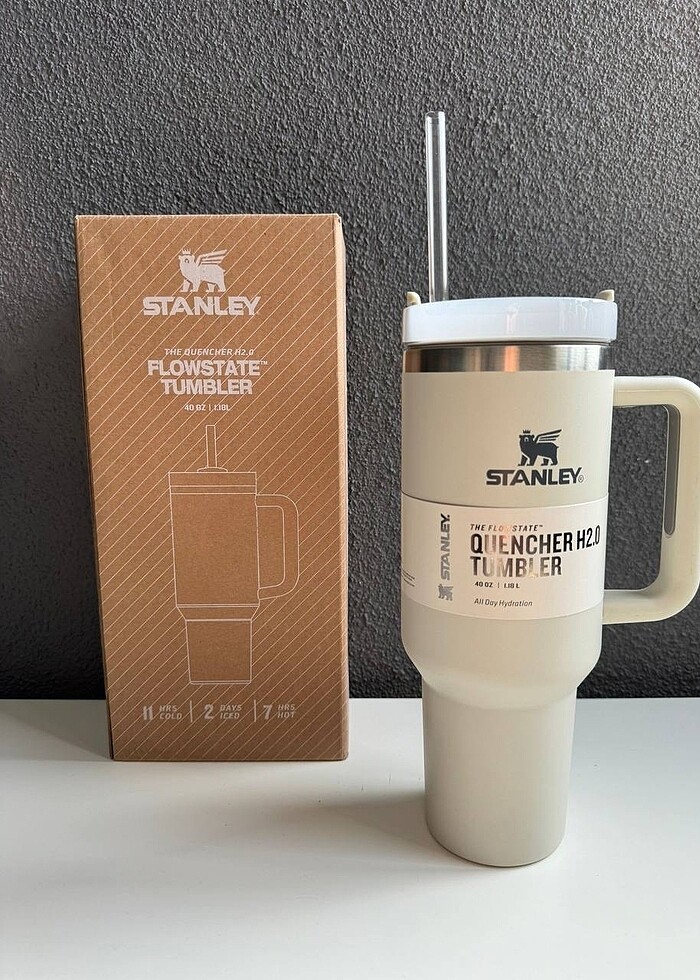 STANLEY
THE QUENCHER H2.0
FLOWSTATE™
TUMBLER
40 OZ | 1.18L
11 HRS COLD | 2 DAYS ICED | 7 HRS HOT
STANLEY®
STANLEY.
THE FLOWSTATE™
QUENCHER H2.0
TUMBLER
40 OZ | 1.18 L
All Day Hydration